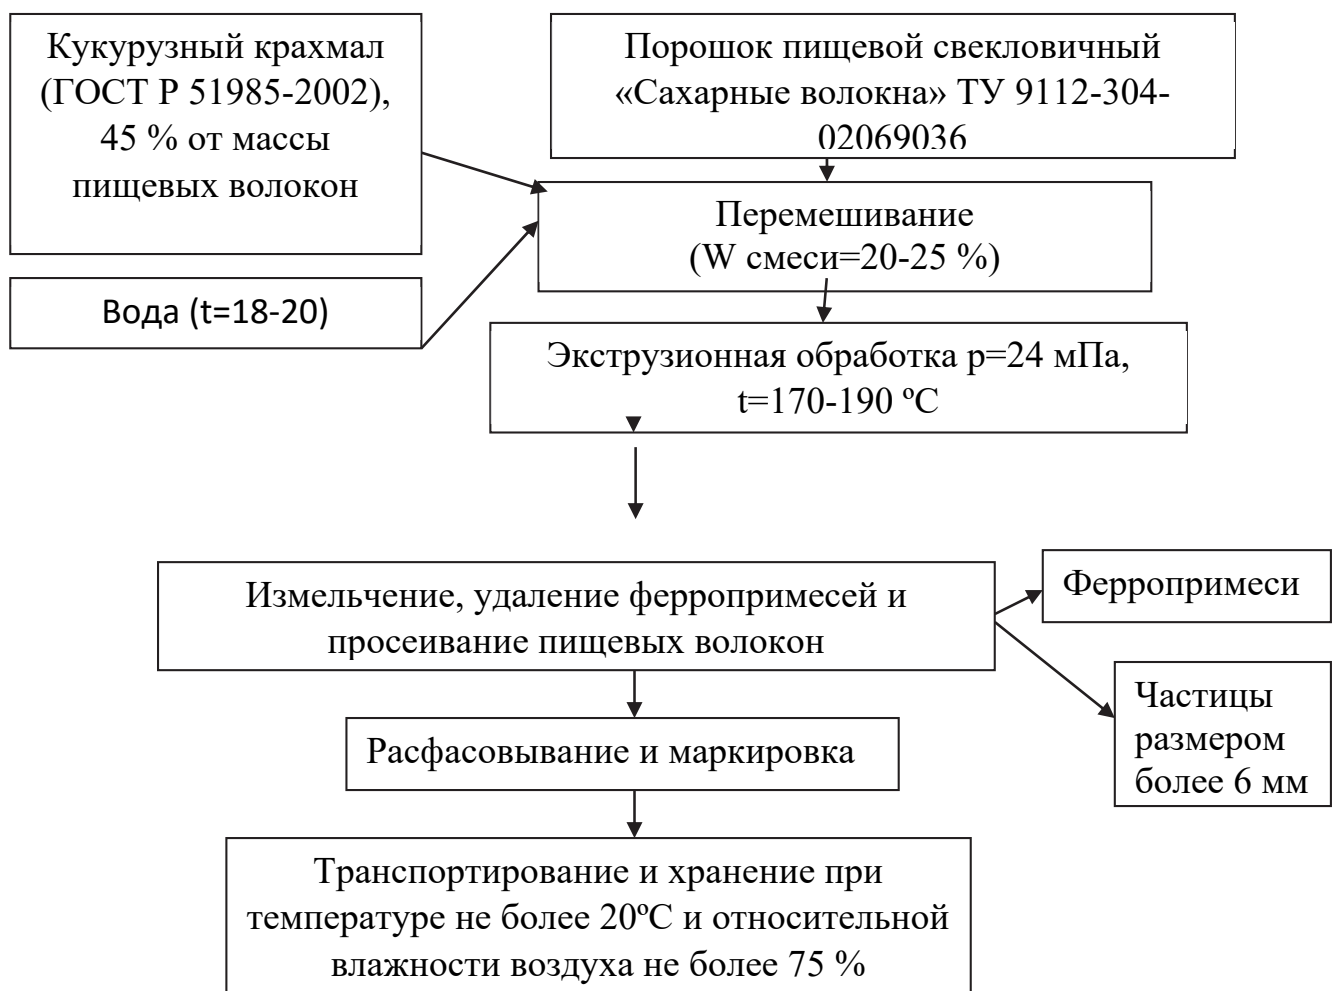 Кукурузный крахмал
(ГОСТ Р 51985-2002),
45 % от массы
пищевых волокон
Порошок пищевой свекловичный
«Сахарные волокна» ТУ 9112-304-
02069036
Перемешивание
(W смеси=20-25 %)
Вода (t=18-20)
Экструзионная обработка р=24 мПа,
t=170-190 ºС
Измельчение, удаление ферропримесей и
просеивание пищевых волокон
Ферропримеси
Частицы
размером
более 6 мм
Расфасовывание и маркировка
Транспортирование и хранение при
температуре не более 20ºС и относительной
влажности воздуха не более 75 %